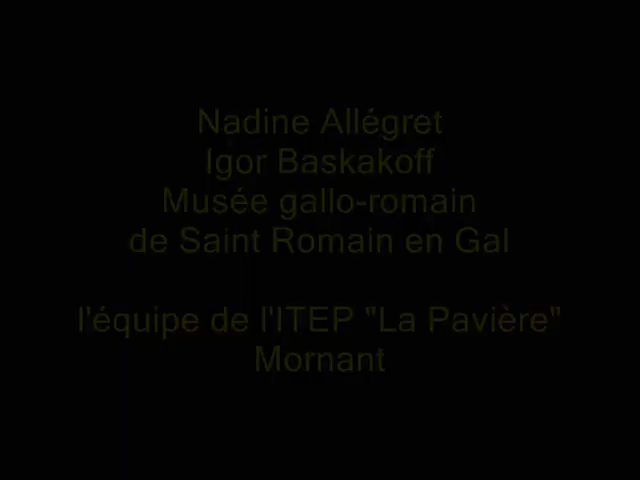 Nadine Allégret
Igor Baskakoff
Musée gallo-romain
de Saint Romain en Gal
l'équipe de l'ITEP "La Pavière"
Mornant